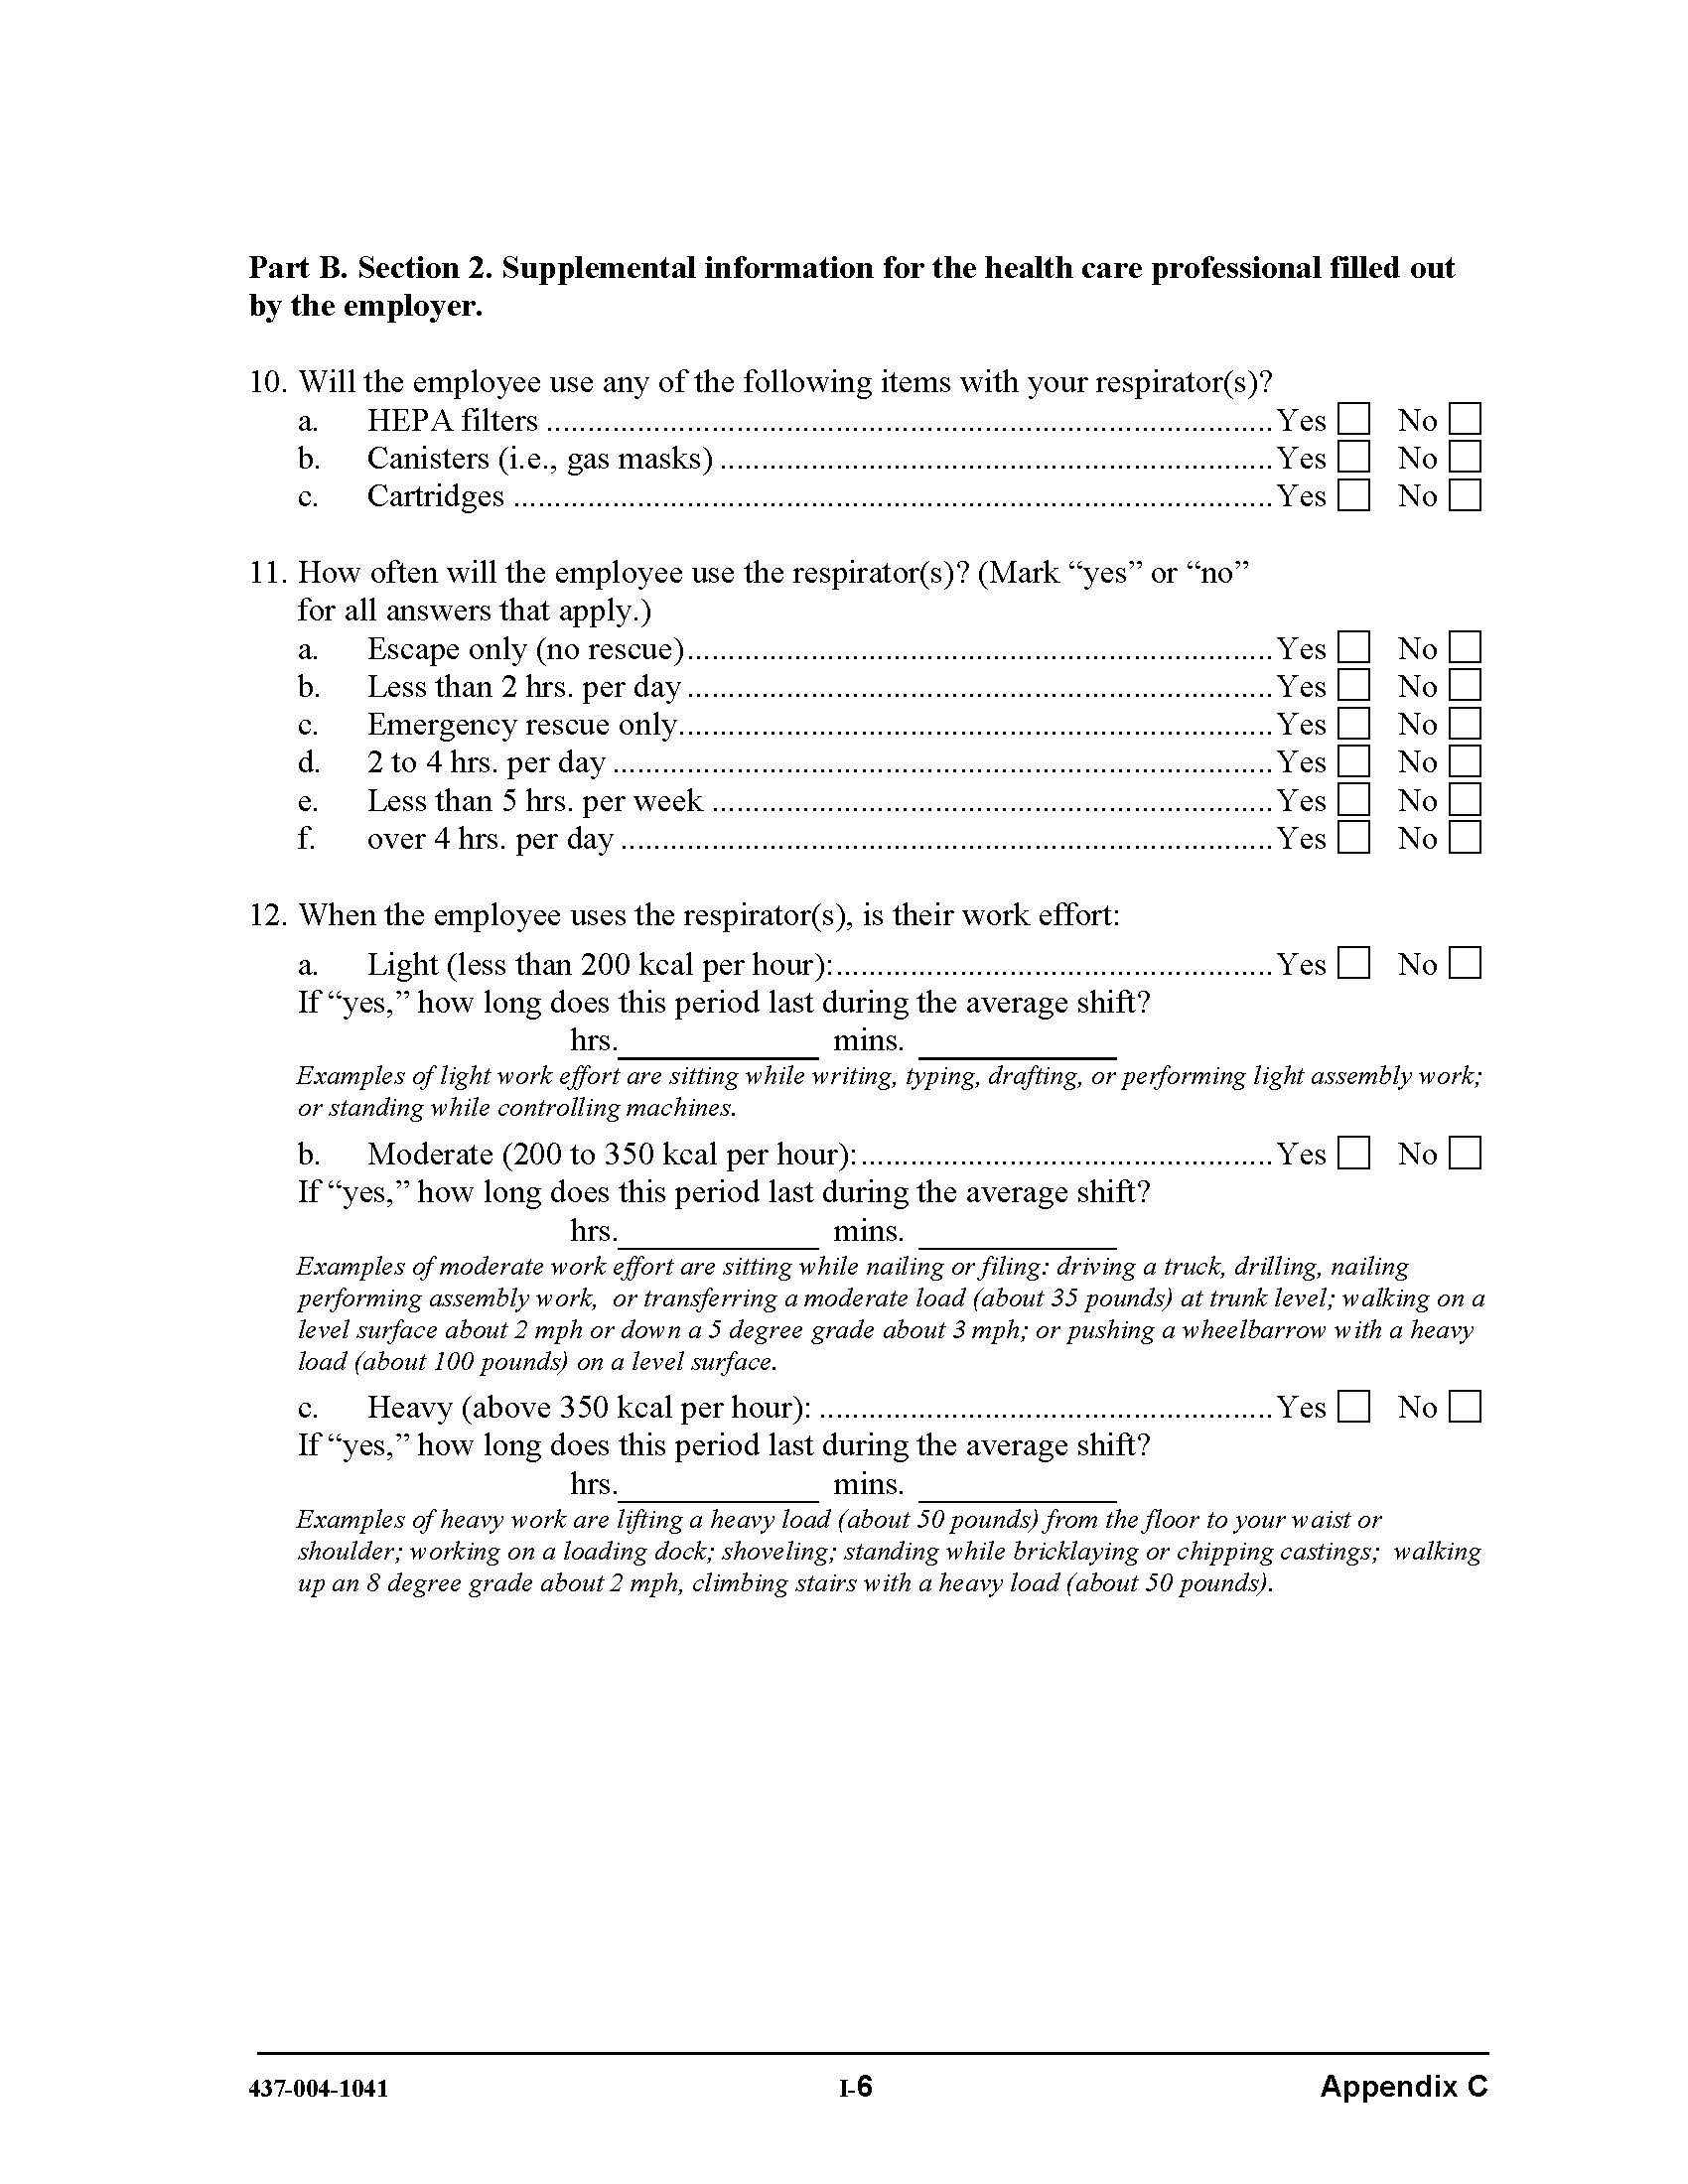 Part B. Section 2. Supplemental information for the health care professional filled out
by the employer.
10. Will the employee use any of the following items with your respirator(s)?
a. HEPA filters ........................................................................................ Yes ☐ No ☐
b. Canisters (i.e., gas masks) ................................................................... Yes ☐ No ☐
c. Cartridges ............................................................................................ Yes ☐ No ☐
11. How often will the employee use the respirator(s)? (Mark “yes” or “no”
for all answers that apply.)
a. Escape only (no rescue)....................................................................... Yes ☐ No ☐
b. Less than 2 hrs. per day ....................................................................... Yes ☐ No ☐
c. Emergency rescue only........................................................................ Yes ☐ No ☐
d. 2 to 4 hrs. per day ................................................................................ Yes ☐ No ☐
e. Less than 5 hrs. per week .................................................................... Yes ☐ No ☐
f. over 4 hrs. per day ............................................................................... Yes ☐ No ☐
12. When the employee uses the respirator(s), is their work effort:
a. Light (less than 200 kcal per hour):..................................................... Yes ☐ No ☐
If “yes,” how long does this period last during the average shift?
hrs.____________ mins. ____________
Examples of light work effort are sitting while writing, typing, drafting, or performing light assembly work;
or standing while controlling machines.
b. Moderate (200 to 350 kcal per hour):.................................................. Yes ☐ No ☐
If “yes,” how long does this period last during the average shift?
hrs.____________ mins. ____________
Examples of moderate work effort are sitting while nailing or filing: driving a truck, drilling, nailing
performing assembly work, or transferring a moderate load (about 35 pounds) at trunk level; walking on a
level surface about 2 mph or down a 5 degree grade about 3 mph; or pushing a wheelbarrow with a heavy
load (about 100 pounds) on a level surface.
c. Heavy (above 350 kcal per hour): ....................................................... Yes ☐ No ☐
If “yes,” how long does this period last during the average shift?
hrs.____________ mins. ____________
Examples of heavy work are lifting a heavy load (about 50 pounds) from the floor to your waist or
shoulder; working on a loading dock; shoveling; standing while bricklaying or chipping castings; walking
up an 8 degree grade about 2 mph, climbing stairs with a heavy load (about 50 pounds).
437-004-1041 I-6 Appendix C